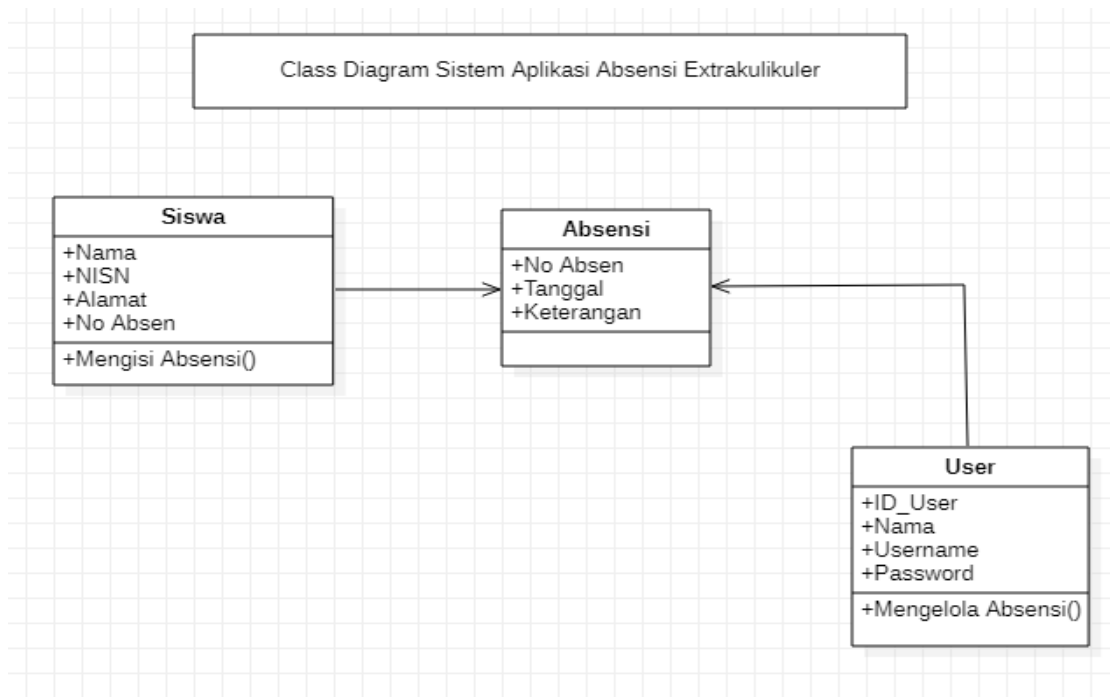 Class Diagram Sistem Aplikasi Absensi Extrakulikuler
Siswa
+Nama
+NISN
+Alamat
+No Absen
+Mengisi Absensi()
Absensi
+No Absen
+Tanggal
+Keterangan
User
+ID_User
+Nama
+Username
+Password
+Mengelola Absensi()